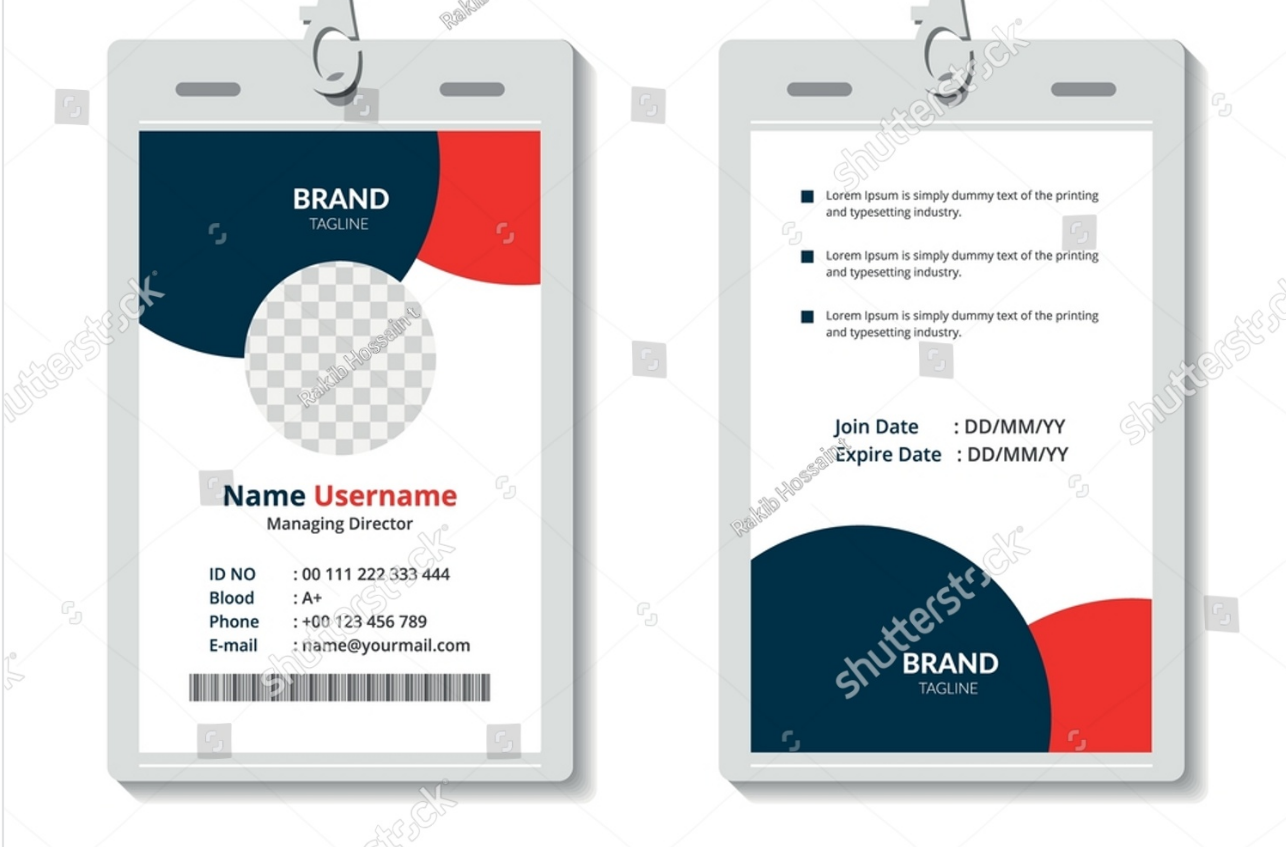 BRAND
TAGLINE
Name Username
Managing Director
ID NO : 00 111 222 333 444
Blood : A+
Phone : +00 123 456 789
E-mail : name@yourmail.com
Lorem Ipsum is simply dummy text of the printing
and typesetting industry.
Lorem Ipsum is simply dummy text of the printing
and typesetting industry.
Lorem Ipsum is simply dummy text of the printing
and typesetting industry.
Join Date : DD/MM/YY
Expire Date : DD/MM/YY
BRAND
TAGLINE
shutterstock
shutterstock
shutterstock
shutterstock
shutterstock
Rakib Hossain t
Rakib Hossain t